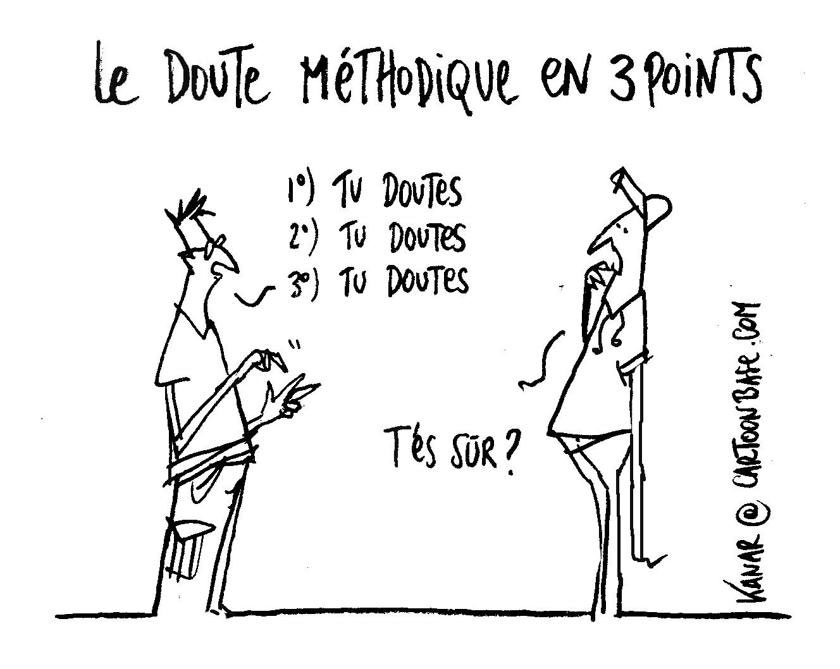 Le DOUTE MÉTHODIQUE EN 3 POINTS
1°) TU DOUTES
2°) TU DOUTES
3°) TU DOUTES
T'ÉS SÛR ?
KANAR @ CARTOONBASE.COM